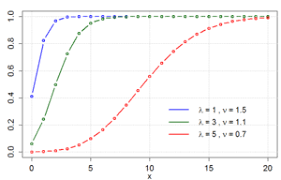 1.0
0.8
0.6
0.4
0.2
0.0
λ = 1 , ν = 1.5
λ = 3 , ν = 1.1
λ = 5 , ν = 0.7
0 5 10 15 20
x